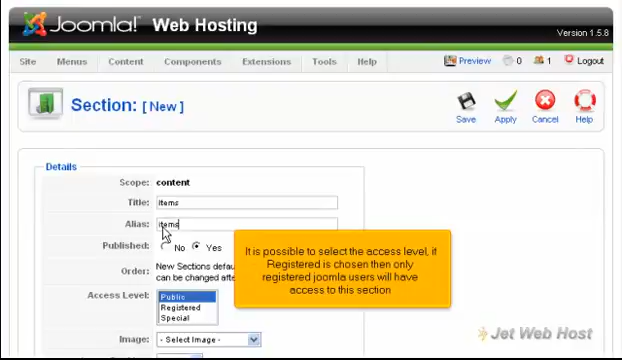 Joomla! Web Hosting
Version 1.5.8
Site Menus Content Components Extensions Tools Help Preview 0 1 Logout
Section: [ New ]
Save Apply Cancel Help
Details
Scope: content
Title: items
Alias: items
Published: No Yes
Order: New Sections defau
can be changed afte
Access Level: Public
Registered
Special
Image: - Select Image -
It is possible to select the access level, if
Registered is chosen then only
registered joomla users will have
access to this section
Jet Web Host